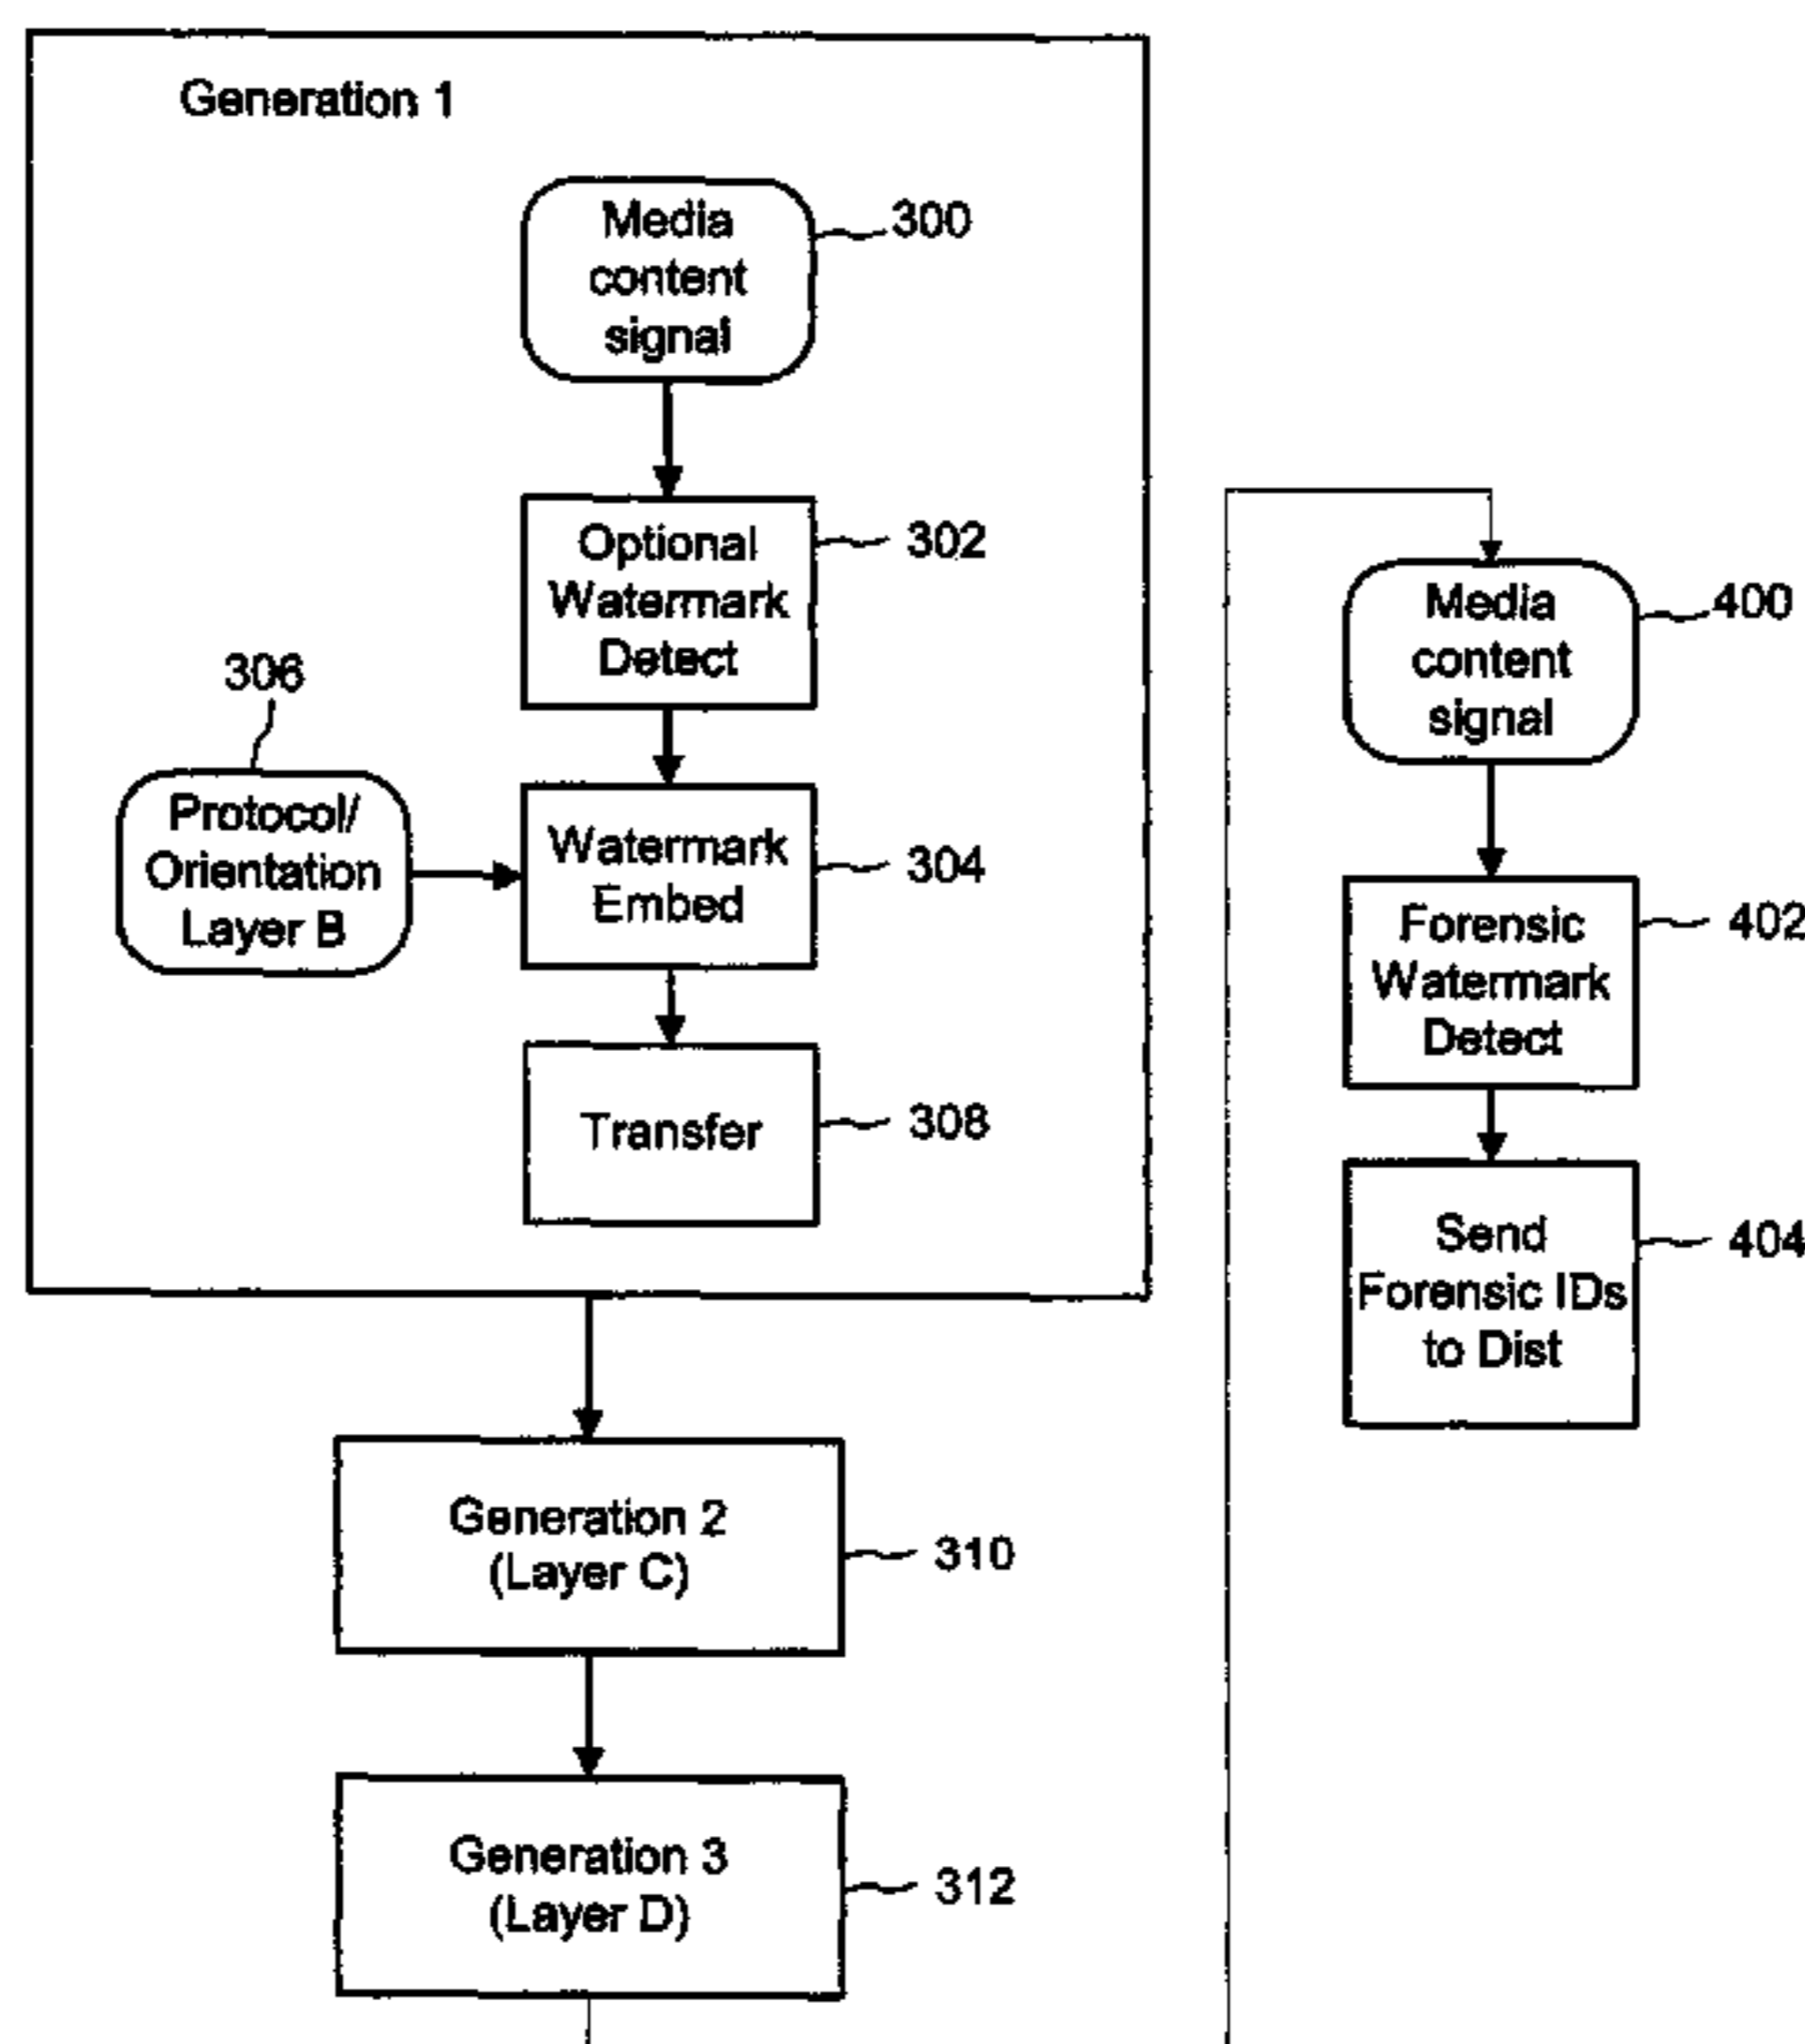 Generation 1
Media
content
signal
300
Optional
Watermark
Detect
302
306
Protocol/
Orientation
Layer B
Watermark
Embed
304
Transfer
308
Generation 2
(Layer C)
310
Generation 3
(Layer D)
312
Media
content
signal
400
Forensic
Watermark
Detect
402
Send
Forensic IDs
to Dist
404